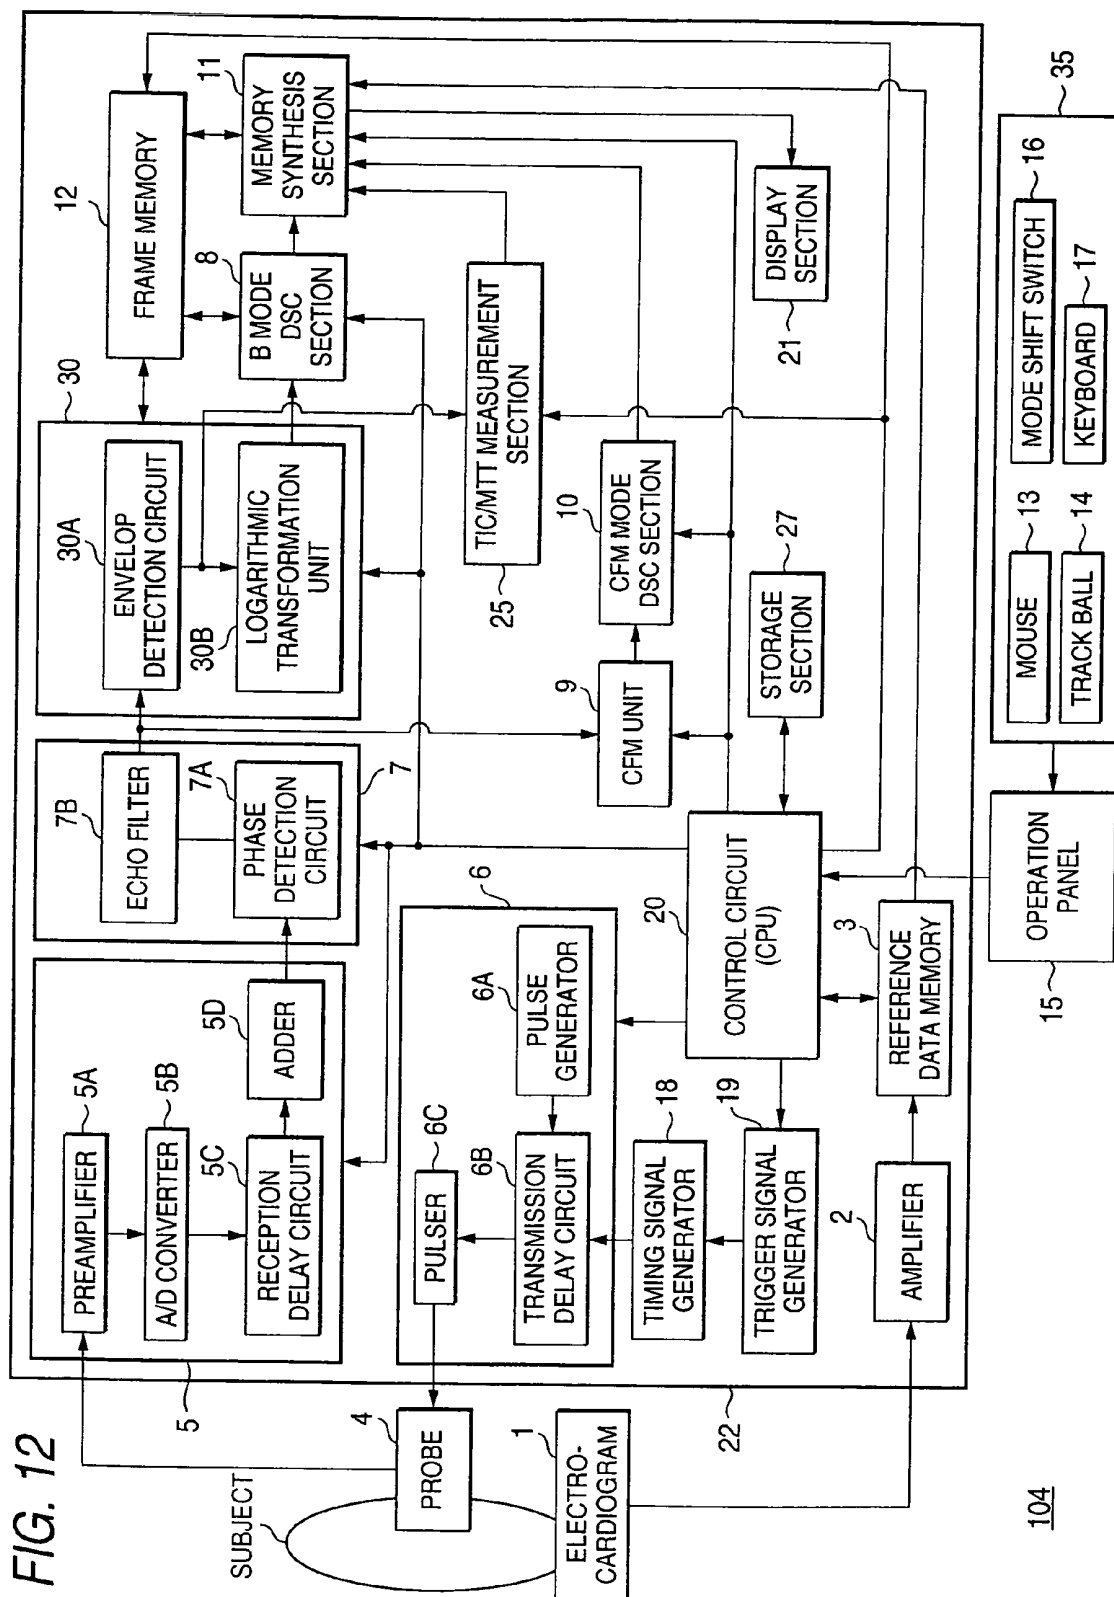 FIG. 12
SUBJECT
4
PROBE
1
ELECTRO-
CARDIOGRAM
104
5
5A
PREAMPLIFIER
5B
A/D CONVERTER
5C
RECEPTION
DELAY CIRCUIT
5D
ADDER
7B
ECHO FILTER
7A
PHASE
DETECTION
CIRCUIT
7
30
30A
ENVELOP
DETECTION CIRCUIT
30B
LOGARITHMIC
TRANSFORMATION
UNIT
12
FRAME MEMORY
8
B MODE
DSC
SECTION
11
MEMORY
SYNTHESIS
SECTION
6
6C
PULSER
6B
TRANSMISSION
DELAY CIRCUIT
6A
PULSE
GENERATOR
25
TIC/MTT MEASUREMENT
SECTION
9
CFM UNIT
10
CFM MODE
DSC SECTION
18
TIMING SIGNAL
GENERATOR
19
TRIGGER SIGNAL
GENERATOR
20
CONTROL CIRCUIT
(CPU)
27
STORAGE
SECTION
21
DISPLAY
SECTION
2
AMPLIFIER
3
REFERENCE
DATA MEMORY
22
15
OPERATION
PANEL
35
13
MOUSE
14
TRACK BALL
16
MODE SHIFT SWITCH
17
KEYBOARD